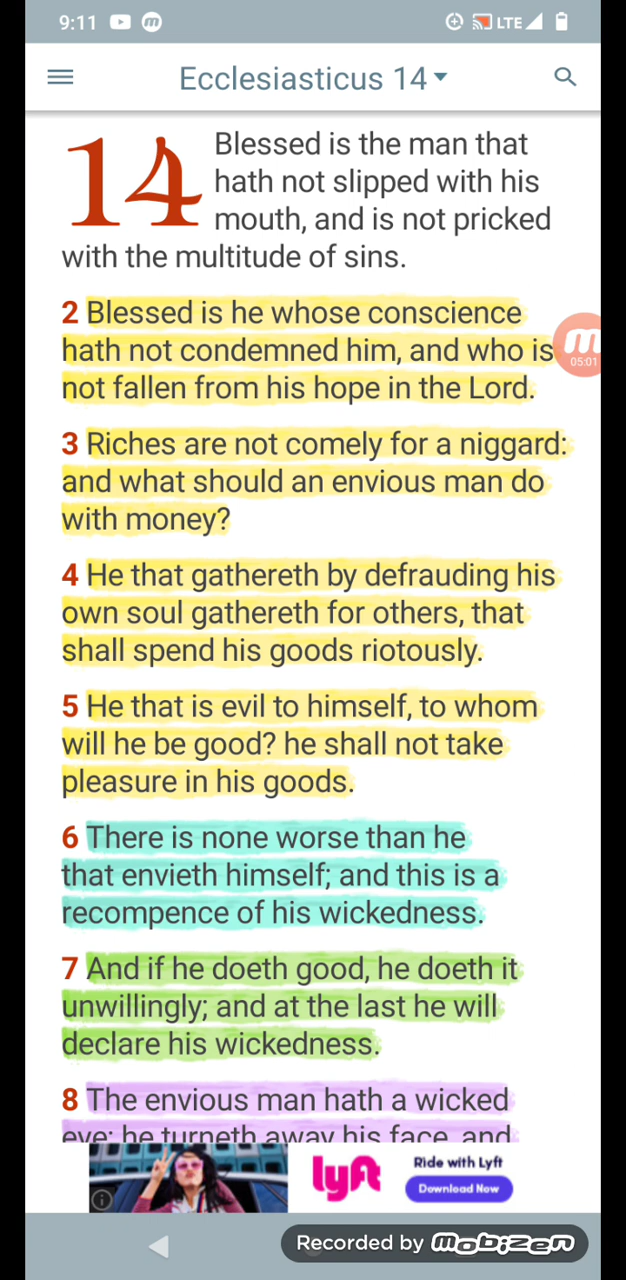 9:11 m LTE
Ecclesiasticus 14
14 Blessed is the man that
hath not slipped with his
mouth, and is not pricked
with the multitude of sins.
2 Blessed is he whose conscience
hath not condemned him, and who is
not fallen from his hope in the Lord.
m
05:01
3 Riches are not comely for a niggard:
and what should an envious man do
with money?
4 He that gathereth by defrauding his
own soul gathereth for others, that
shall spend his goods riotously.
5 He that is evil to himself, to whom
will he be good? he shall not take
pleasure in his goods.
6 There is none worse than he
that envieth himself; and this is a
recompence of his wickedness.
7 And if he doeth good, he doeth it
unwillingly; and at the last he will
declare his wickedness.
8 The envious man hath a wicked
eye; he turneth away his face, and
lyft
Ride with Lyft
Download Now
Recorded by mobizen